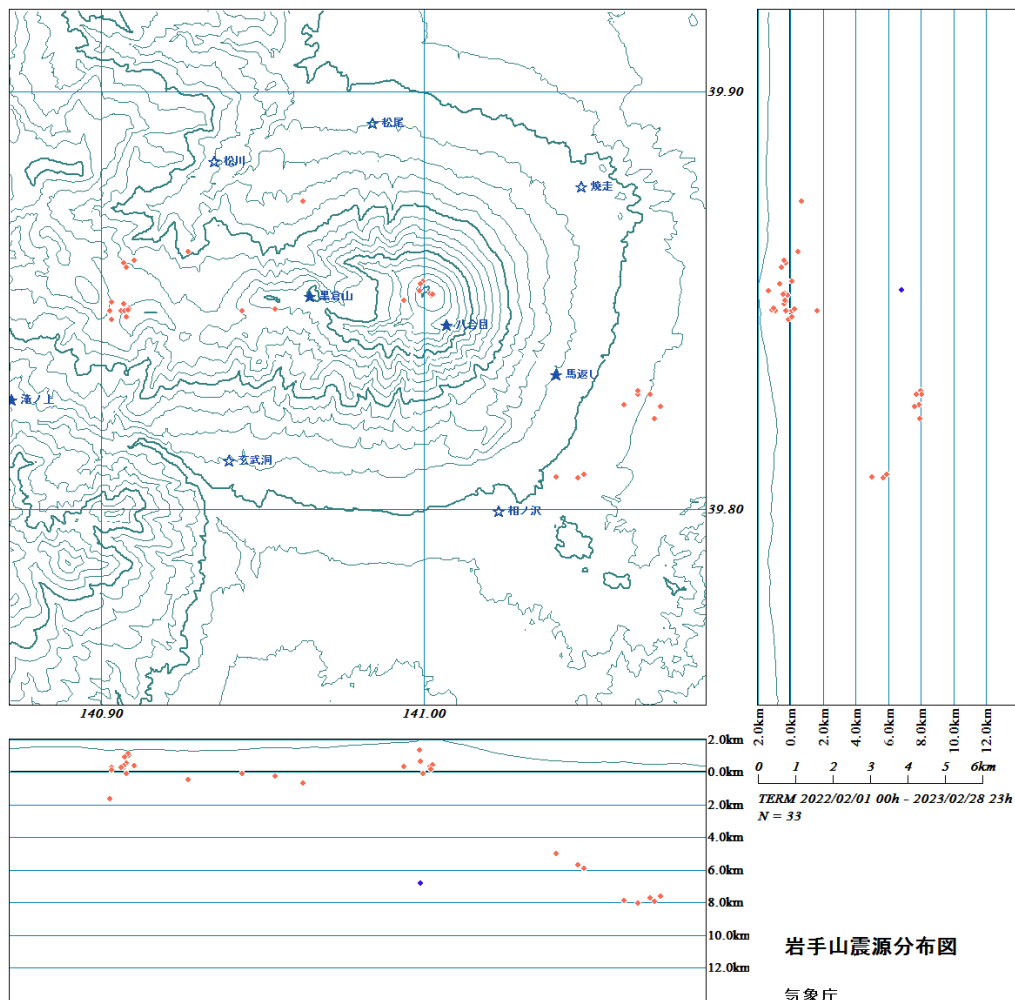 39.90
松尾
松川
焼走
黒倉山
八合目
馬返し
滝ノ上
玄武洞
相ノ沢
39.80
140.90
141.00
2.0km
0.0km
2.0km
4.0km
6.0km
8.0km
10.0km
12.0km
0 1 2 3 4 5 6km
TERM 2022/02/01 00h - 2023/02/28 23h
N = 33
2.0km
0.0km
2.0km
4.0km
6.0km
8.0km
10.0km
12.0km
岩手山震源分布図
気象庁